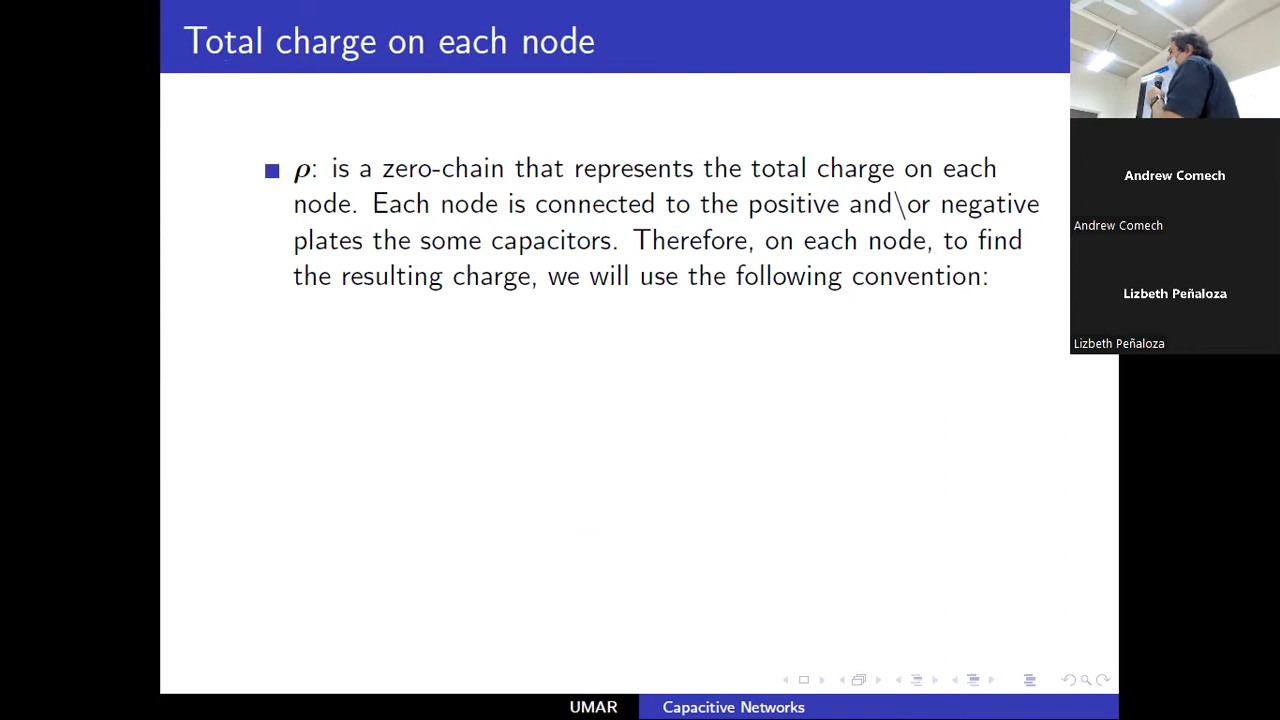 Total charge on each node
ρ: is a zero-chain that represents the total charge on each
node. Each node is connected to the positive and\or negative
plates the some capacitors. Therefore, on each node, to find
the resulting charge, we will use the following convention:
Andrew Comech
Andrew Comech
Lizbeth Peñaloza
Lizbeth Peñaloza
UMAR
Capacitive Networks